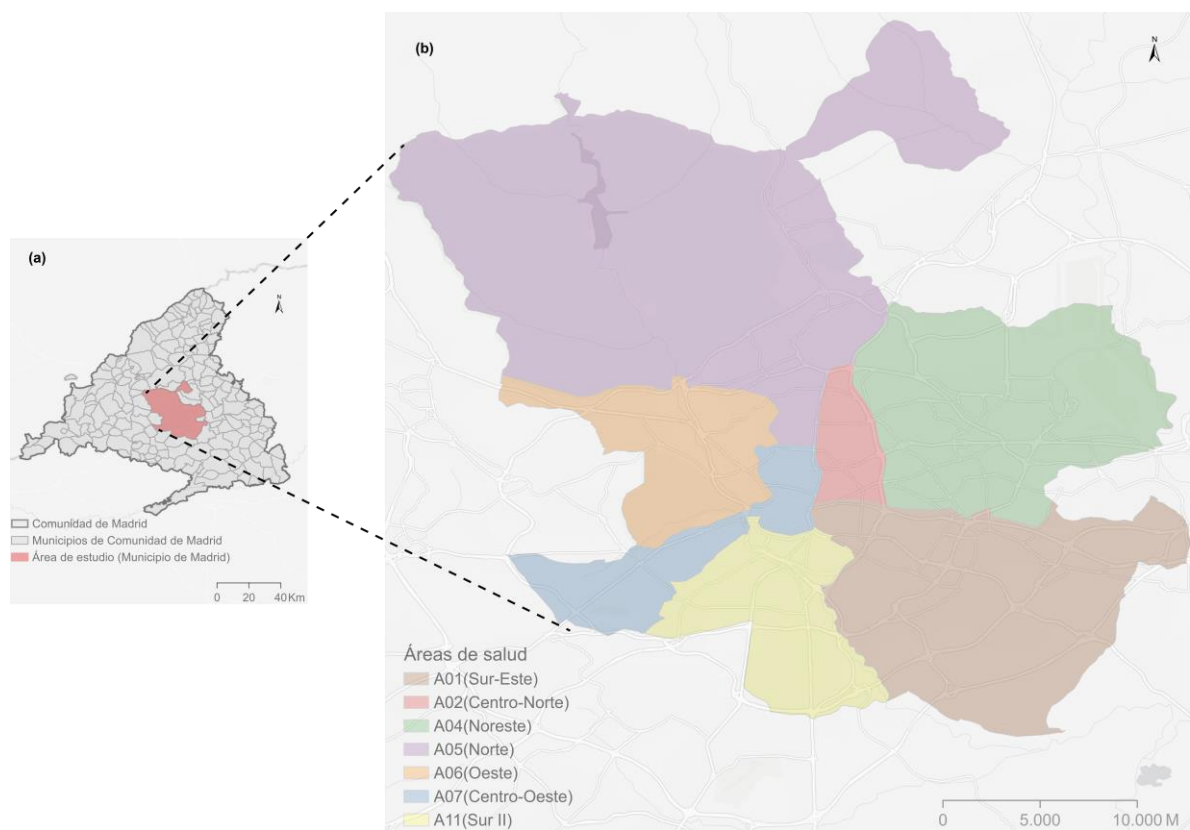 (a)
N
Comunidad de Madrid
Municipios de Comunidad de Madrid
Área de estudio (Municipio de Madrid)
0 20 40 Km
(b)
N
Áreas de salud
A01(Sur-Este)
A02(Centro-Norte)
A04(Noreste)
A05(Norte)
A06(Oeste)
A07(Centro-Oeste)
A11(Sur II)
0 5.000 10.000 M